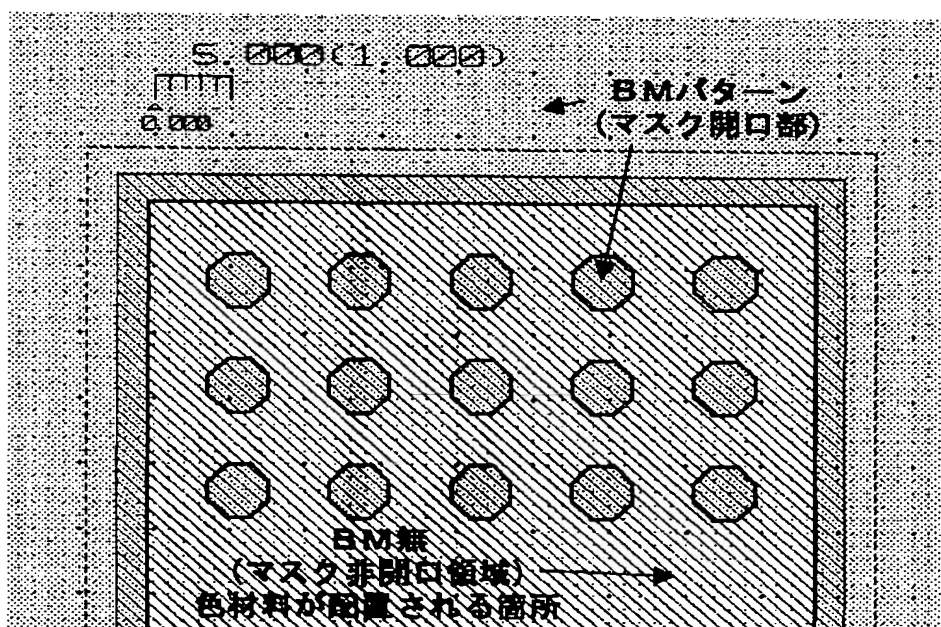 5.000(1.000)
0.000
BMパターン
(マスク開口部)
BM無
(マスク非開口領域)
色材料が配置される箇所